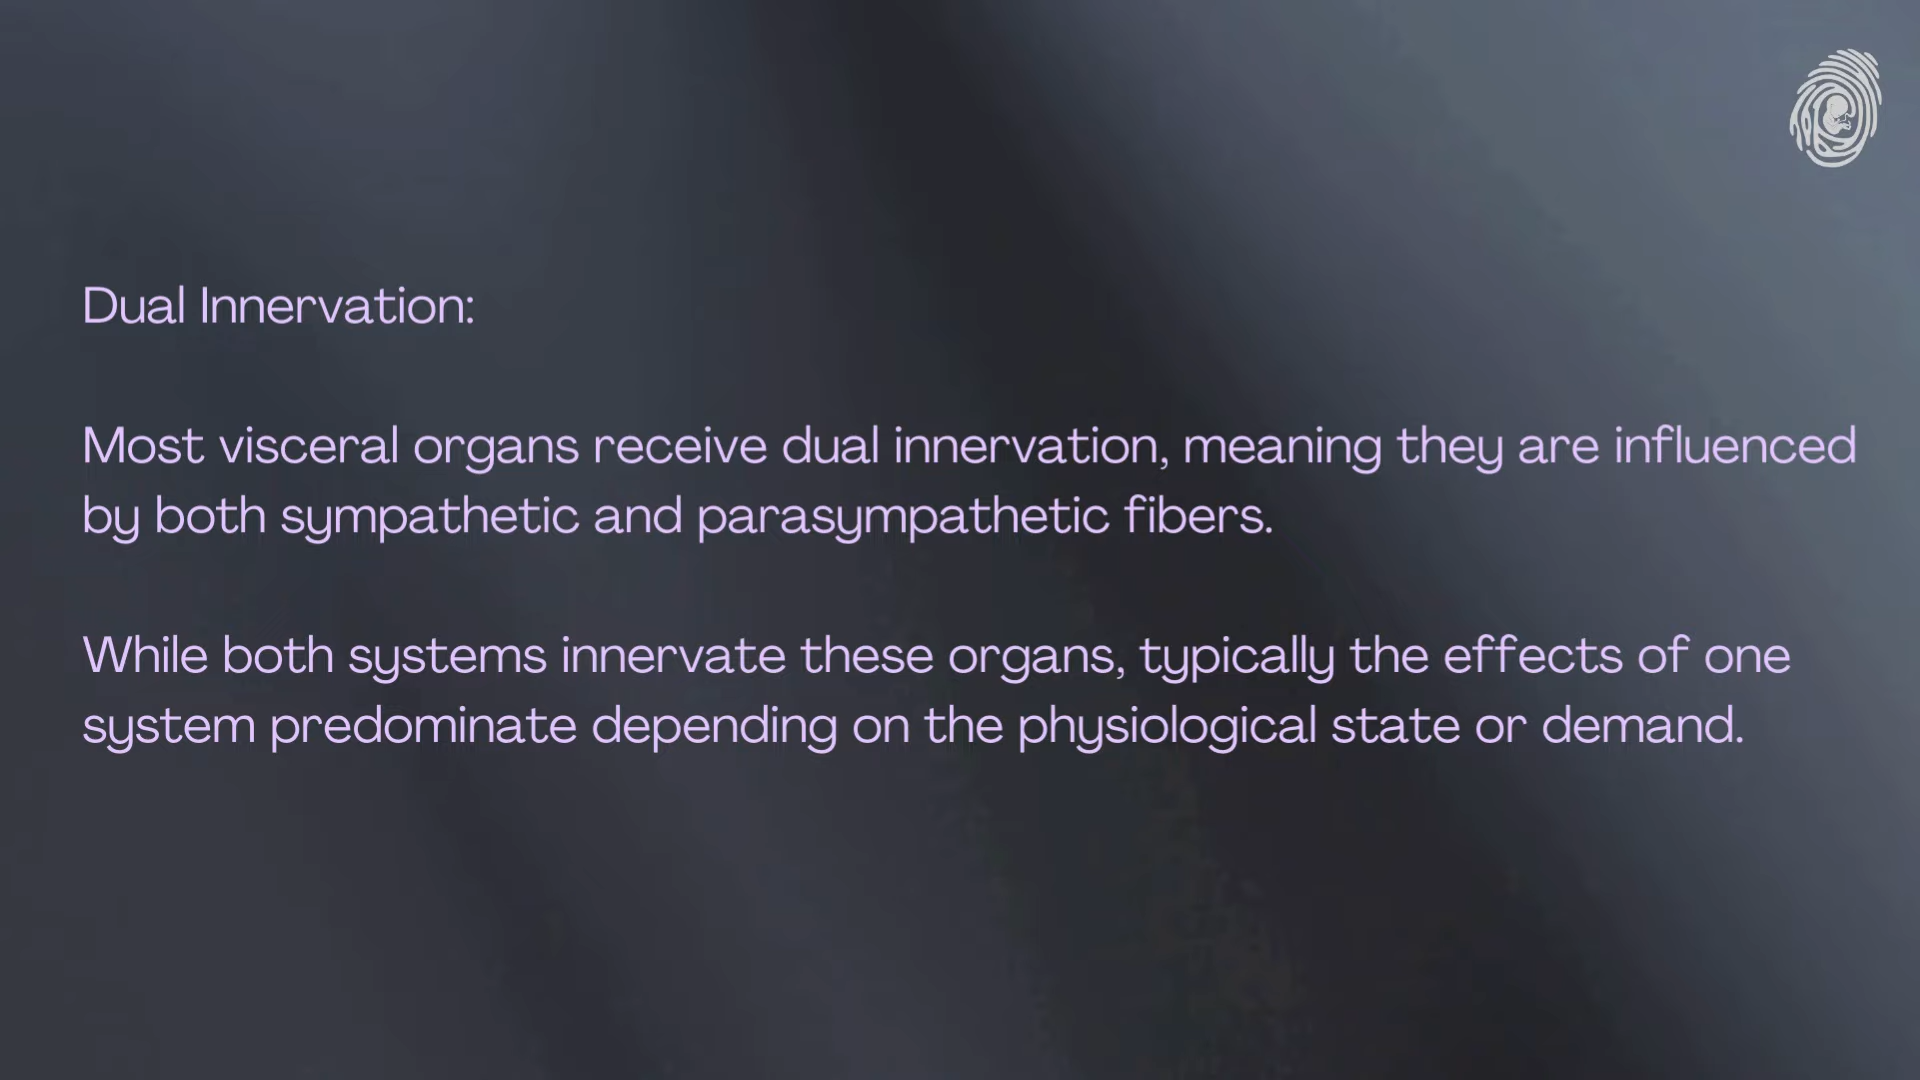 Dual Innervation:
Most visceral organs receive dual innervation, meaning they are influenced
by both sympathetic and parasympathetic fibers.
While both systems innervate these organs, typically the effects of one
system predominate depending on the physiological state or demand.